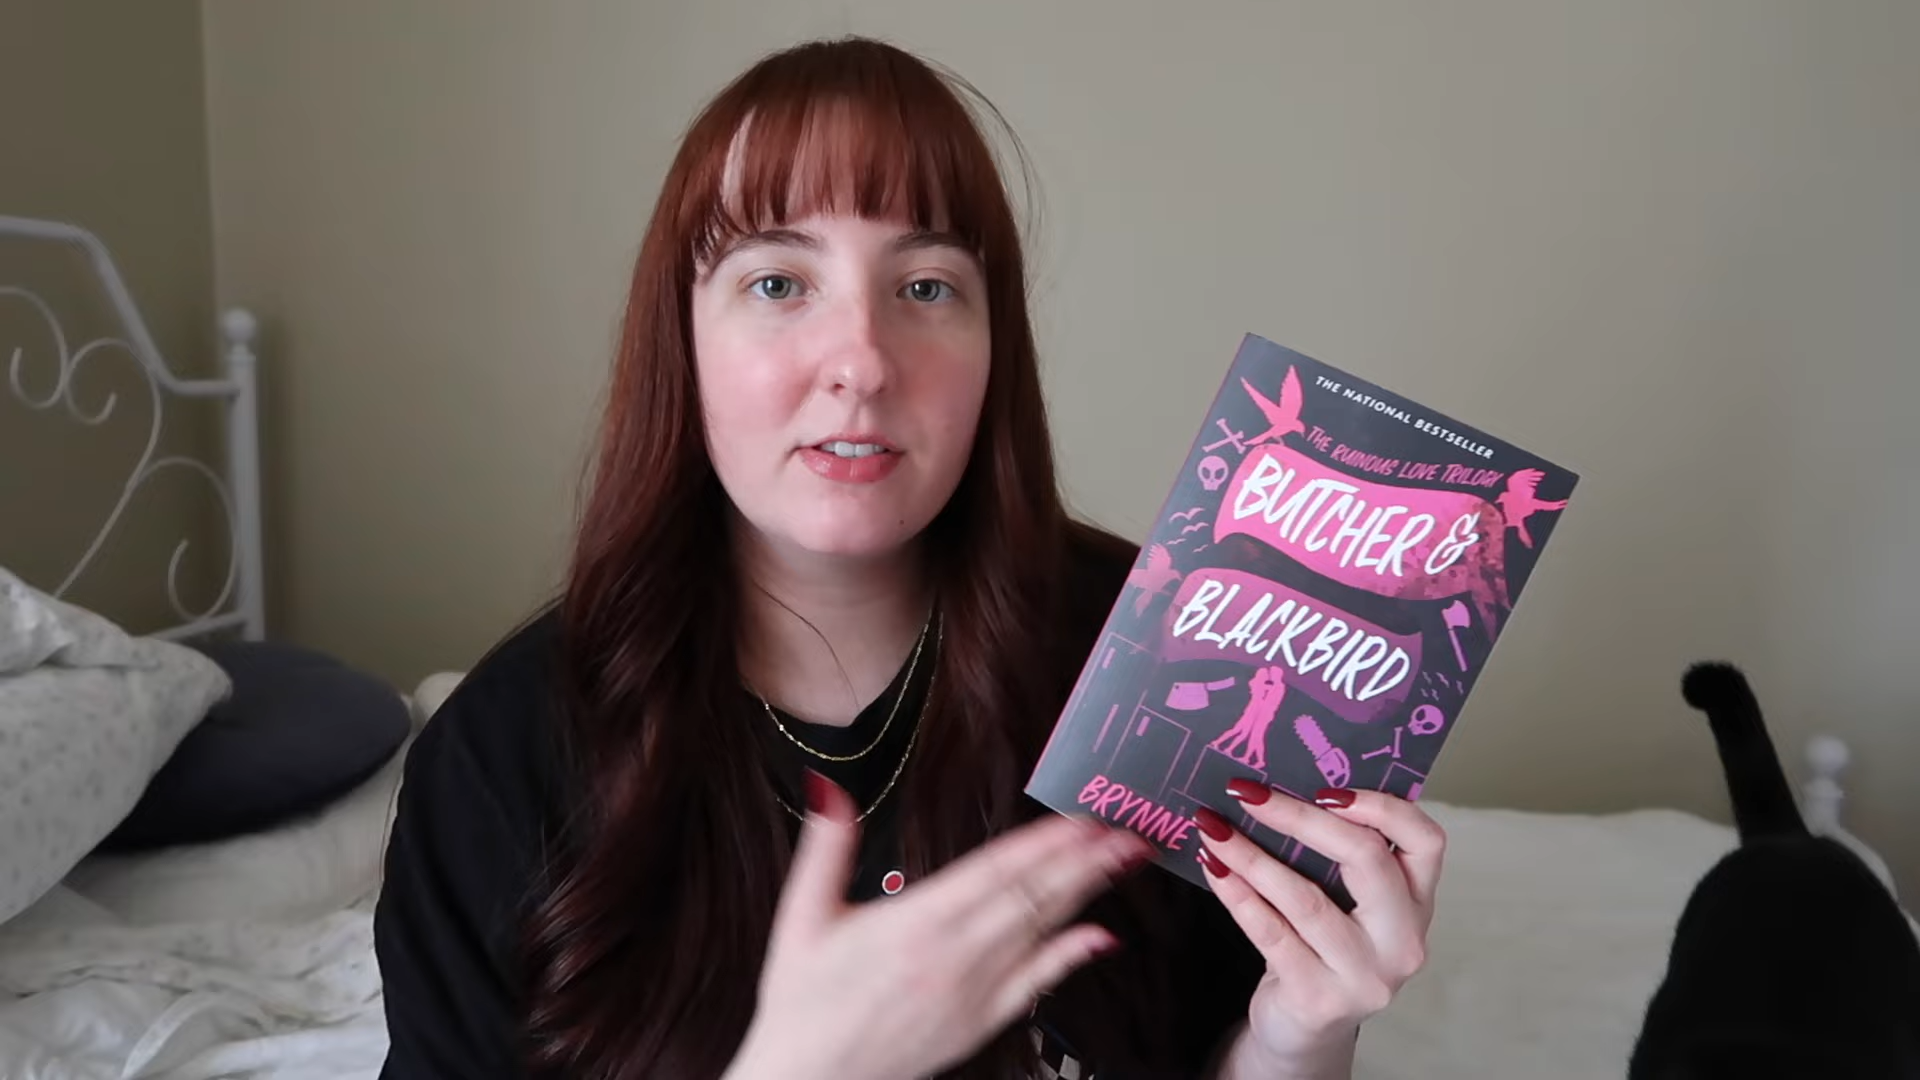 THE NATIONAL BESTSELLER
THE RUINOUS LOVE TRILOGY
BUTCHER &
BLACKBIRD
BRYNNE